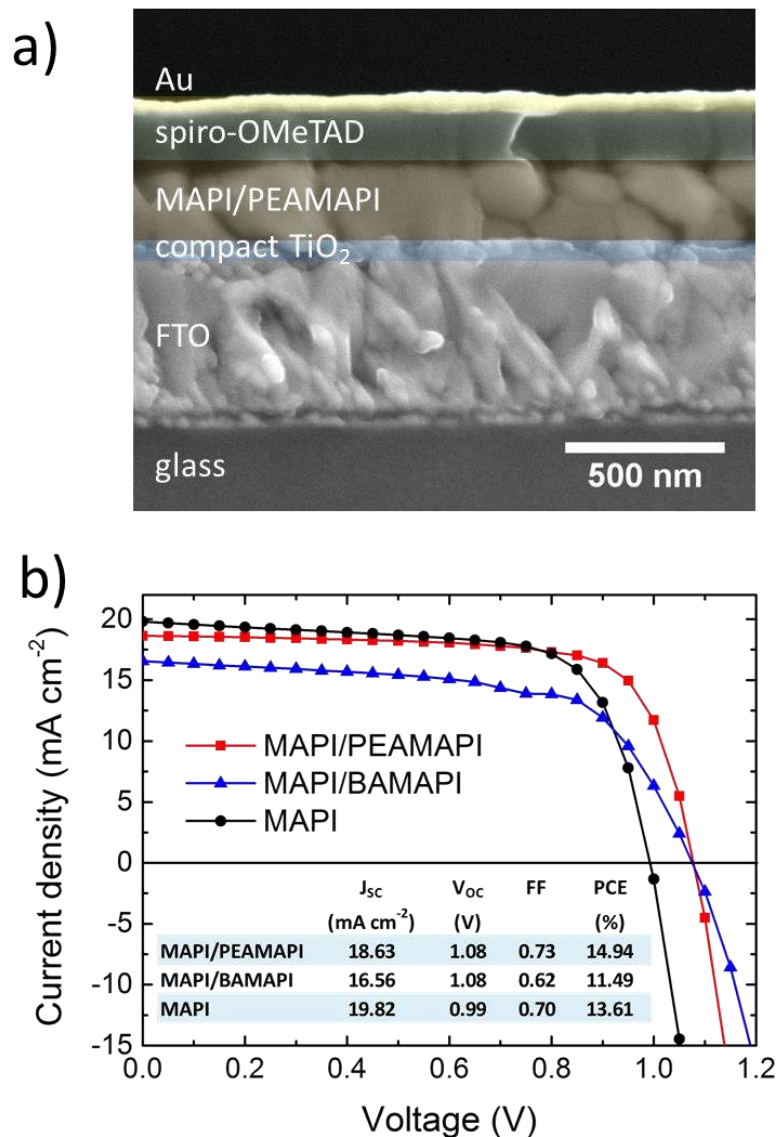 a)
Au
spiro-OMeTAD
MAPI/PEAMAPI
compact TiO₂
FTO
glass
500 nm
b)
Current density (mA cm⁻²)
20
15
10
5
0
-5
-10
-15
MAPI/PEAMAPI
MAPI/BAMAPI
MAPI
J_SC V_OC FF PCE
(mA cm⁻²) (V) (%)
MAPI/PEAMAPI 18.63 1.08 0.73 14.94
MAPI/BAMAPI 16.56 1.08 0.62 11.49
MAPI 19.82 0.99 0.70 13.61
0.0 0.2 0.4 0.6 0.8 1.0 1.2
Voltage (V)